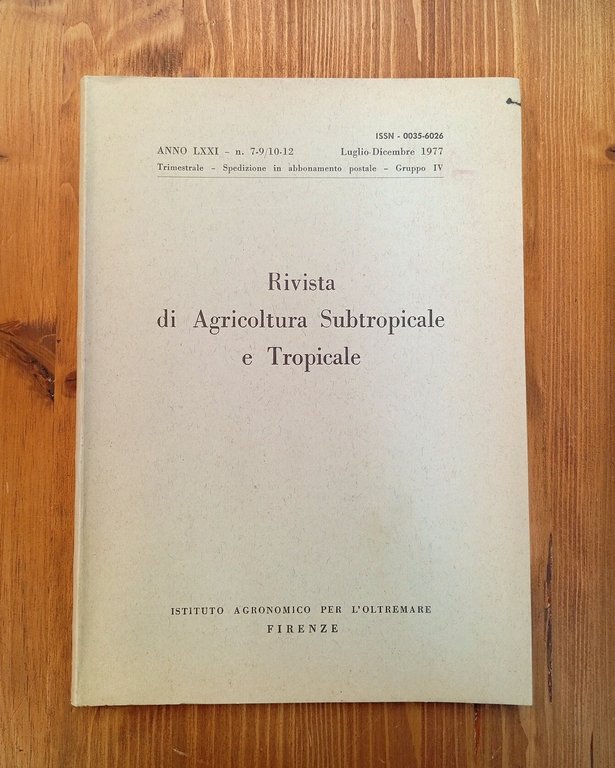 ISSN - 0035-6026
ANNO LXXI - n. 7-9/10-12 Luglio-Dicembre 1977
Trimestrale - Spedizione in abbonamento postale - Gruppo IV
Rivista
di Agricoltura Subtropicale
e Tropicale
ISTITUTO AGRONOMICO PER L'OLTREMARE
FIRENZE